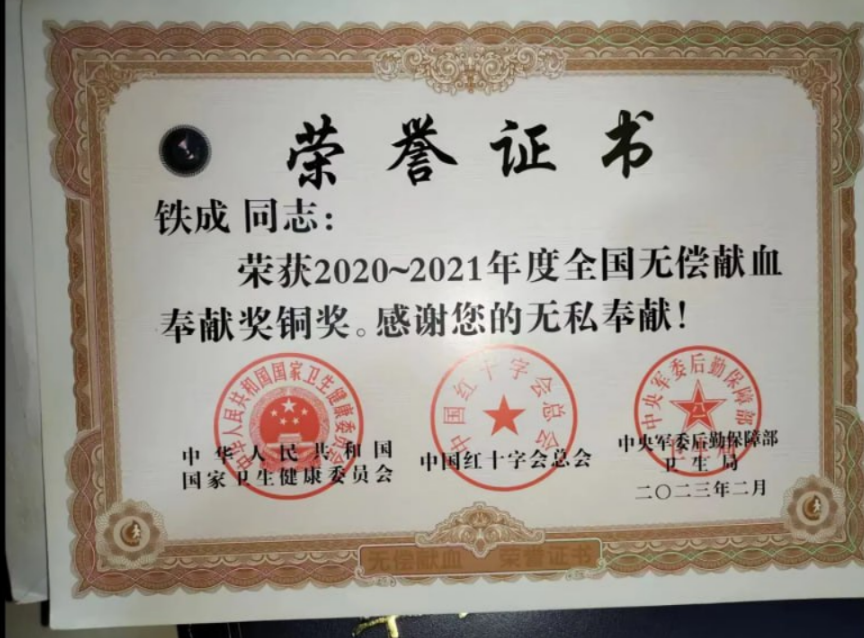 荣誉证书
铁成 同志：
荣获2020~2021年度全国无偿献血
奉献奖铜奖。感谢您的无私奉献！
中华人民共和国国家卫生健康委员会
中国红十字会总会
中央军委后勤保障部
中华人民共和国
国家卫生健康委员会
中国红十字会总会
中央军委后勤保障部
卫生局
二〇二三年二月
无偿献血 荣誉证书